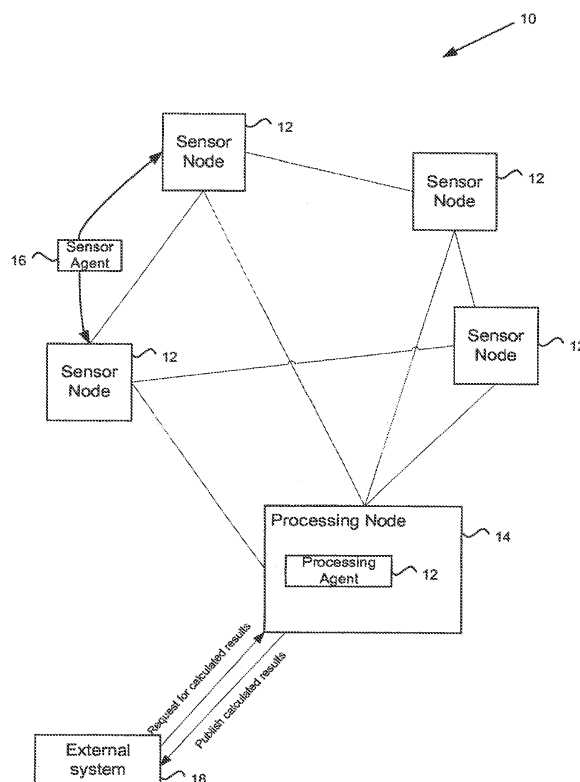 10
Sensor
Node
12
Sensor
Node
12
Sensor
Agent
16
Sensor
Node
12
Sensor
Node
12
Processing Node
14
Processing
Agent
12
Request for calculated results
Publish calculated results
External
system
18